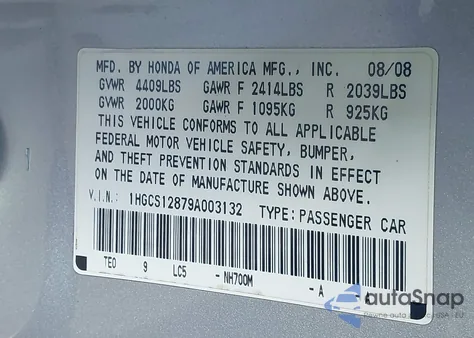 MFD. BY HONDA OF AMERICA MFG., INC. 08/08
GVWR 4409LBS GAWR F 2414LBS R 2039LBS
GVWR 2000KG GAWR F 1095KG R 925KG
THIS VEHICLE CONFORMS TO ALL APPLICABLE
FEDERAL MOTOR VEHICLE SAFETY, BUMPER,
AND THEFT PREVENTION STANDARDS IN EFFECT
ON THE DATE OF MANUFACTURE SHOWN ABOVE.
V.I.N.: 1HGCS12879A003132 TYPE: PASSENGER CAR
TE0 9 LC5 - NH700M - A - A
autoSnap